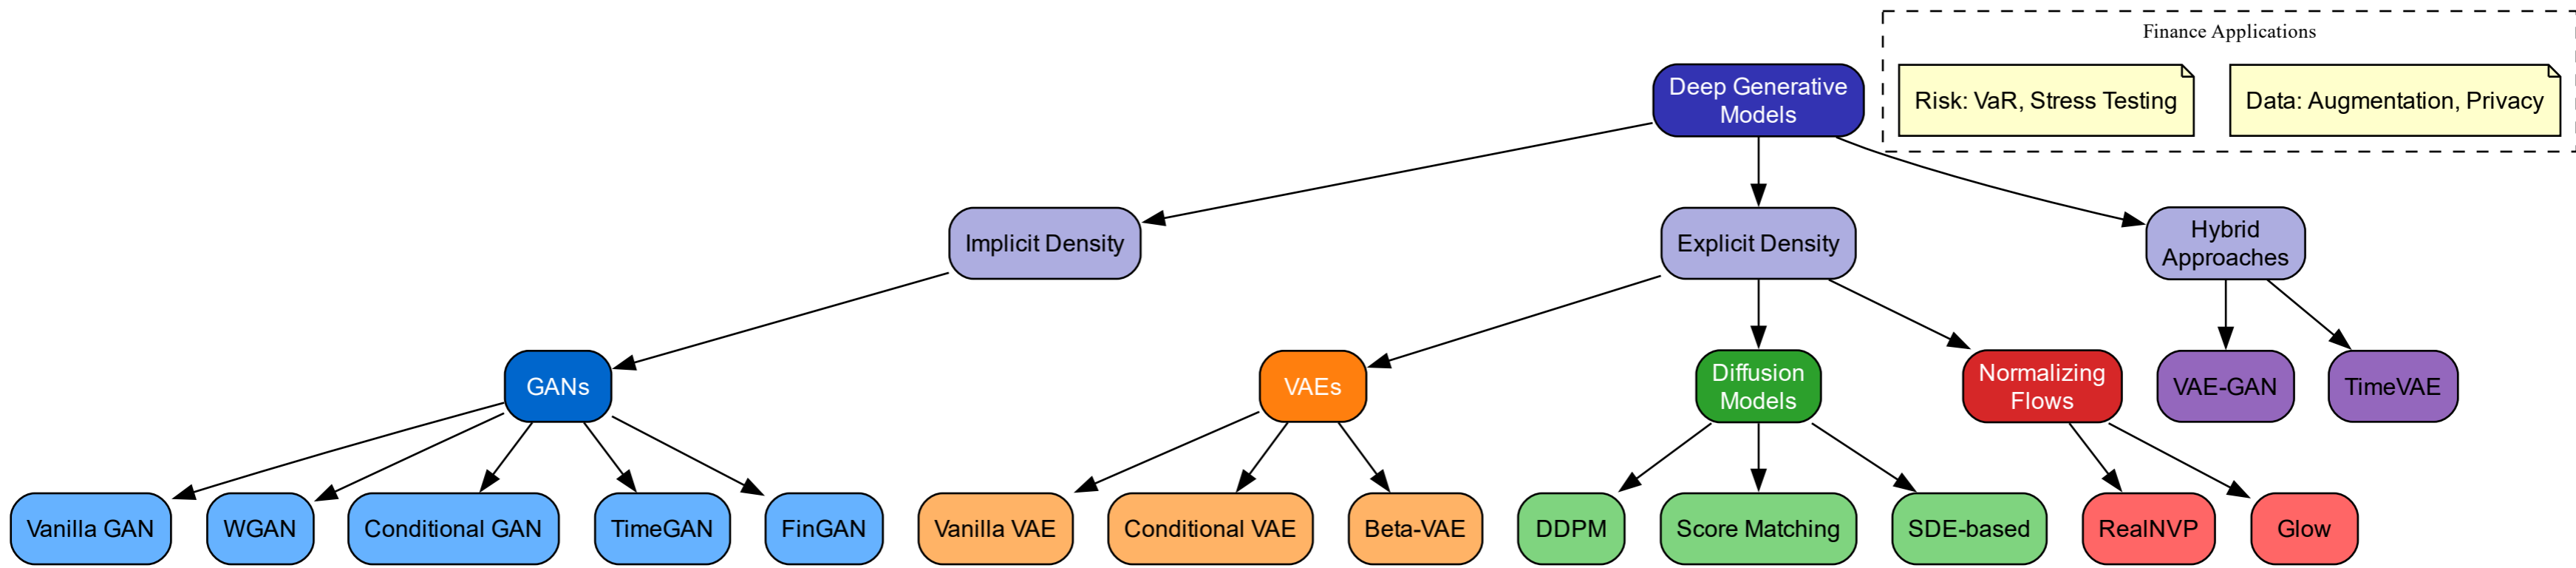 Finance Applications
Deep Generative
Models
Risk: VaR, Stress Testing
Data: Augmentation, Privacy
Implicit Density
Explicit Density
Hybrid
Approaches
GANs
VAEs
Diffusion
Models
Normalizing
Flows
VAE-GAN
TimeVAE
Vanilla GAN
WGAN
Conditional GAN
TimeGAN
FinGAN
Vanilla VAE
Conditional VAE
Beta-VAE
DDPM
Score Matching
SDE-based
RealNVP
Glow